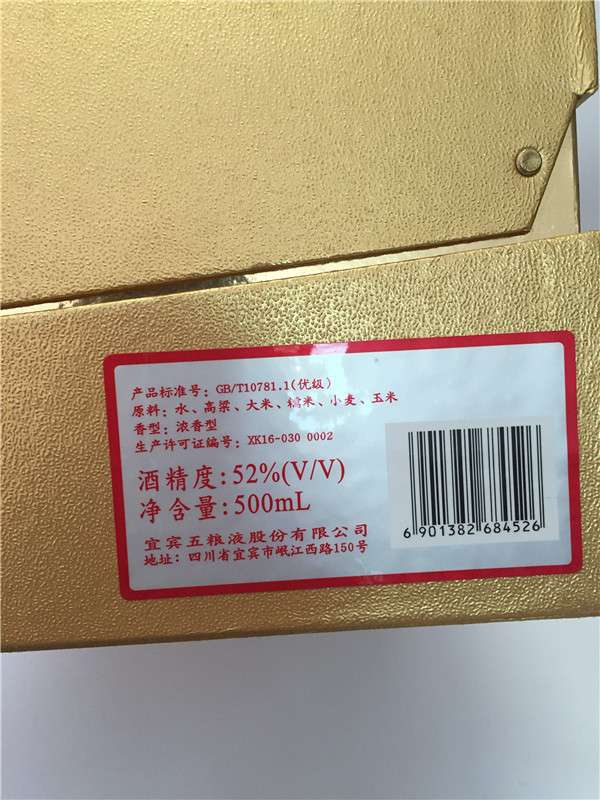 产品标准号：GB/T10781.1(优级)
原料：水、高粱、大米、糯米、小麦、玉米
香型：浓香型
生产许可证编号：XK16-030 0002
酒精度：52%(V/V)
净含量：500mL
宜宾五粮液股份有限公司
地址：四川省宜宾市岷江西路150号
6 901382 684526